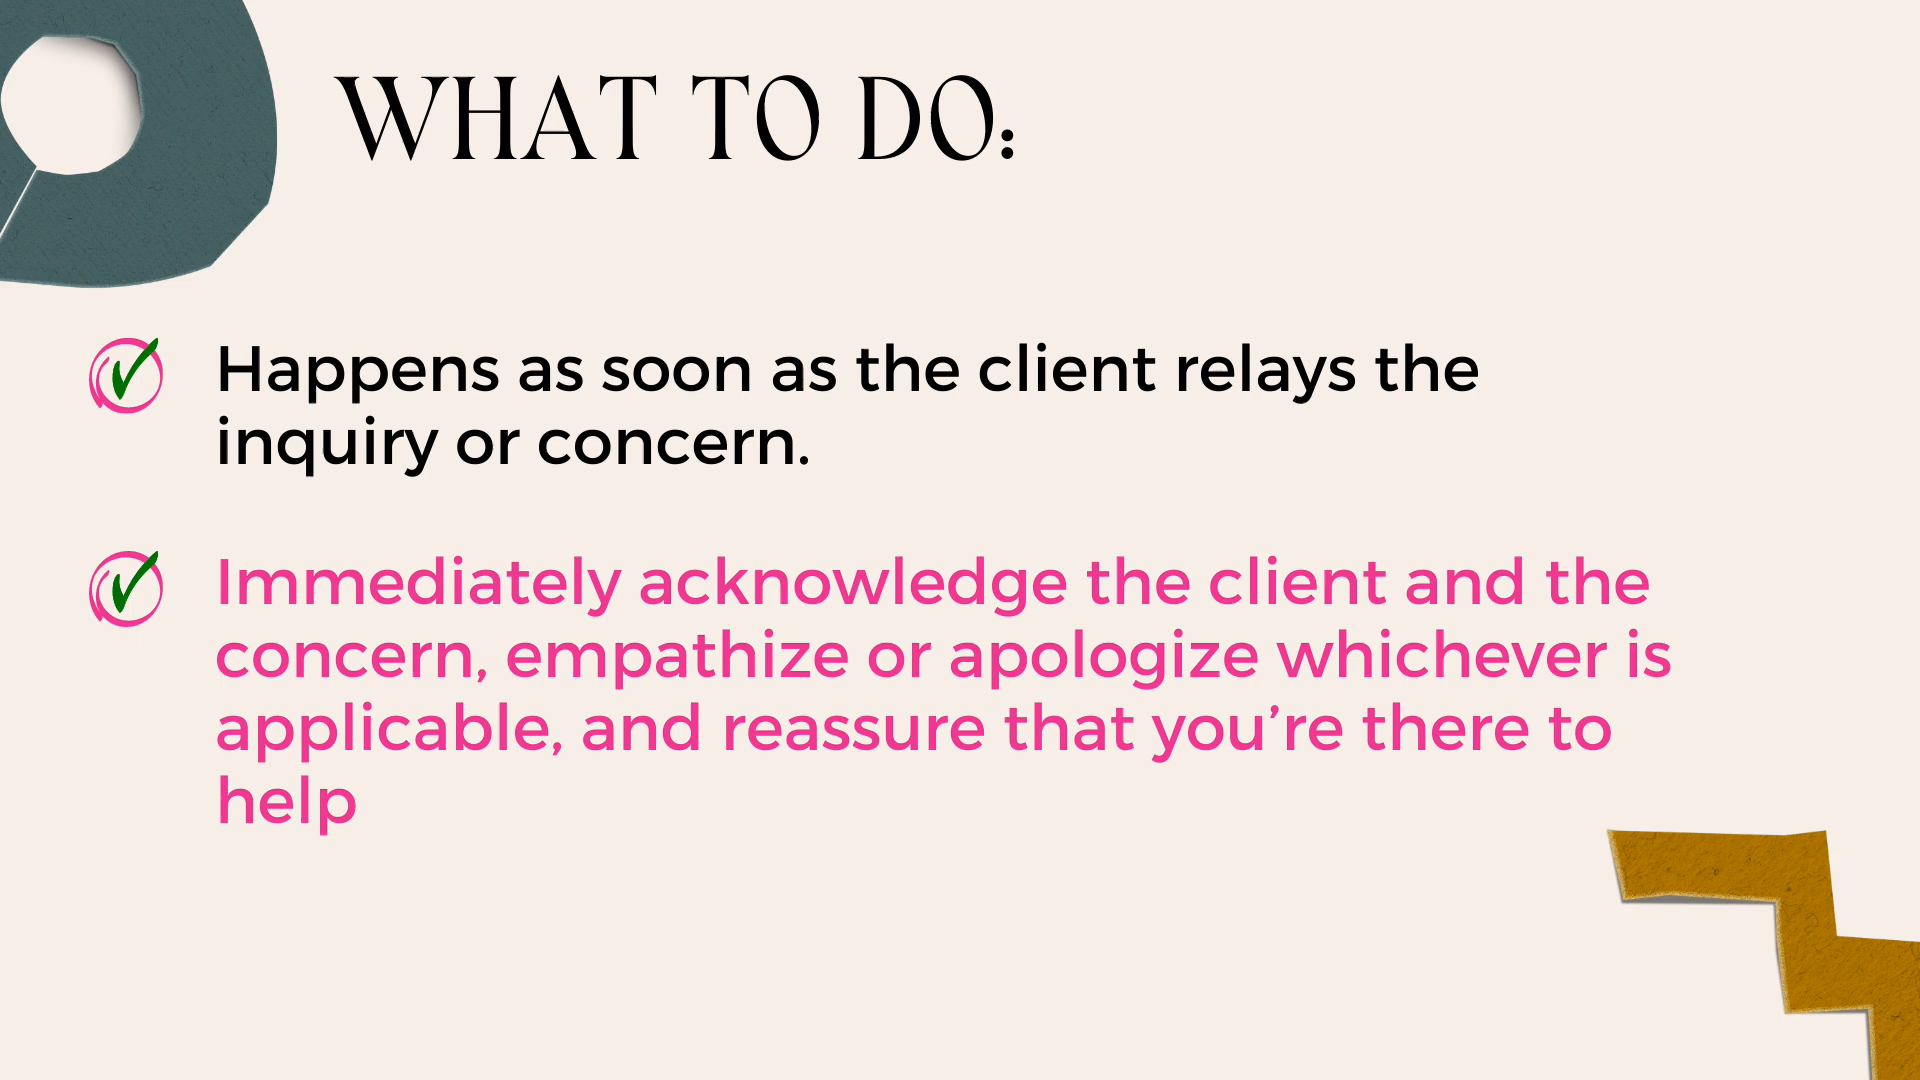 WHAT TO DO:
Happens as soon as the client relays the
inquiry or concern.
Immediately acknowledge the client and the
concern, empathize or apologize whichever is
applicable, and reassure that you’re there to
help